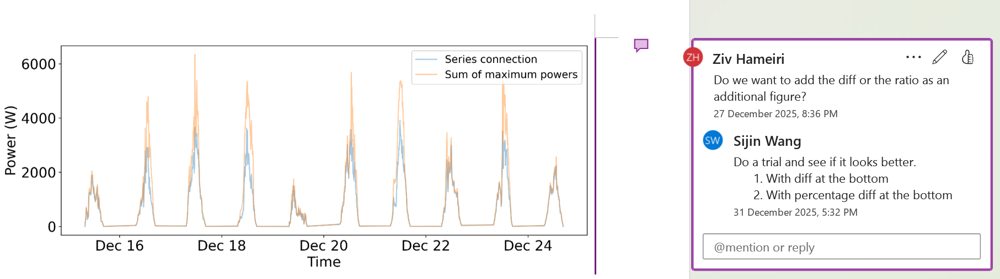 6000
4000
2000
0
Power (W)
Series connection
Sum of maximum powers
Dec 16
Dec 18
Dec 20
Dec 22
Dec 24
Time
ZH
Ziv Hameiri
Do we want to add the diff or the ratio as an
additional figure?
27 December 2025, 8:36 PM
SW
Sijin Wang
Do a trial and see if it looks better.
1. With diff at the bottom
2. With percentage diff at the bottom
31 December 2025, 5:32 PM
@mention or reply